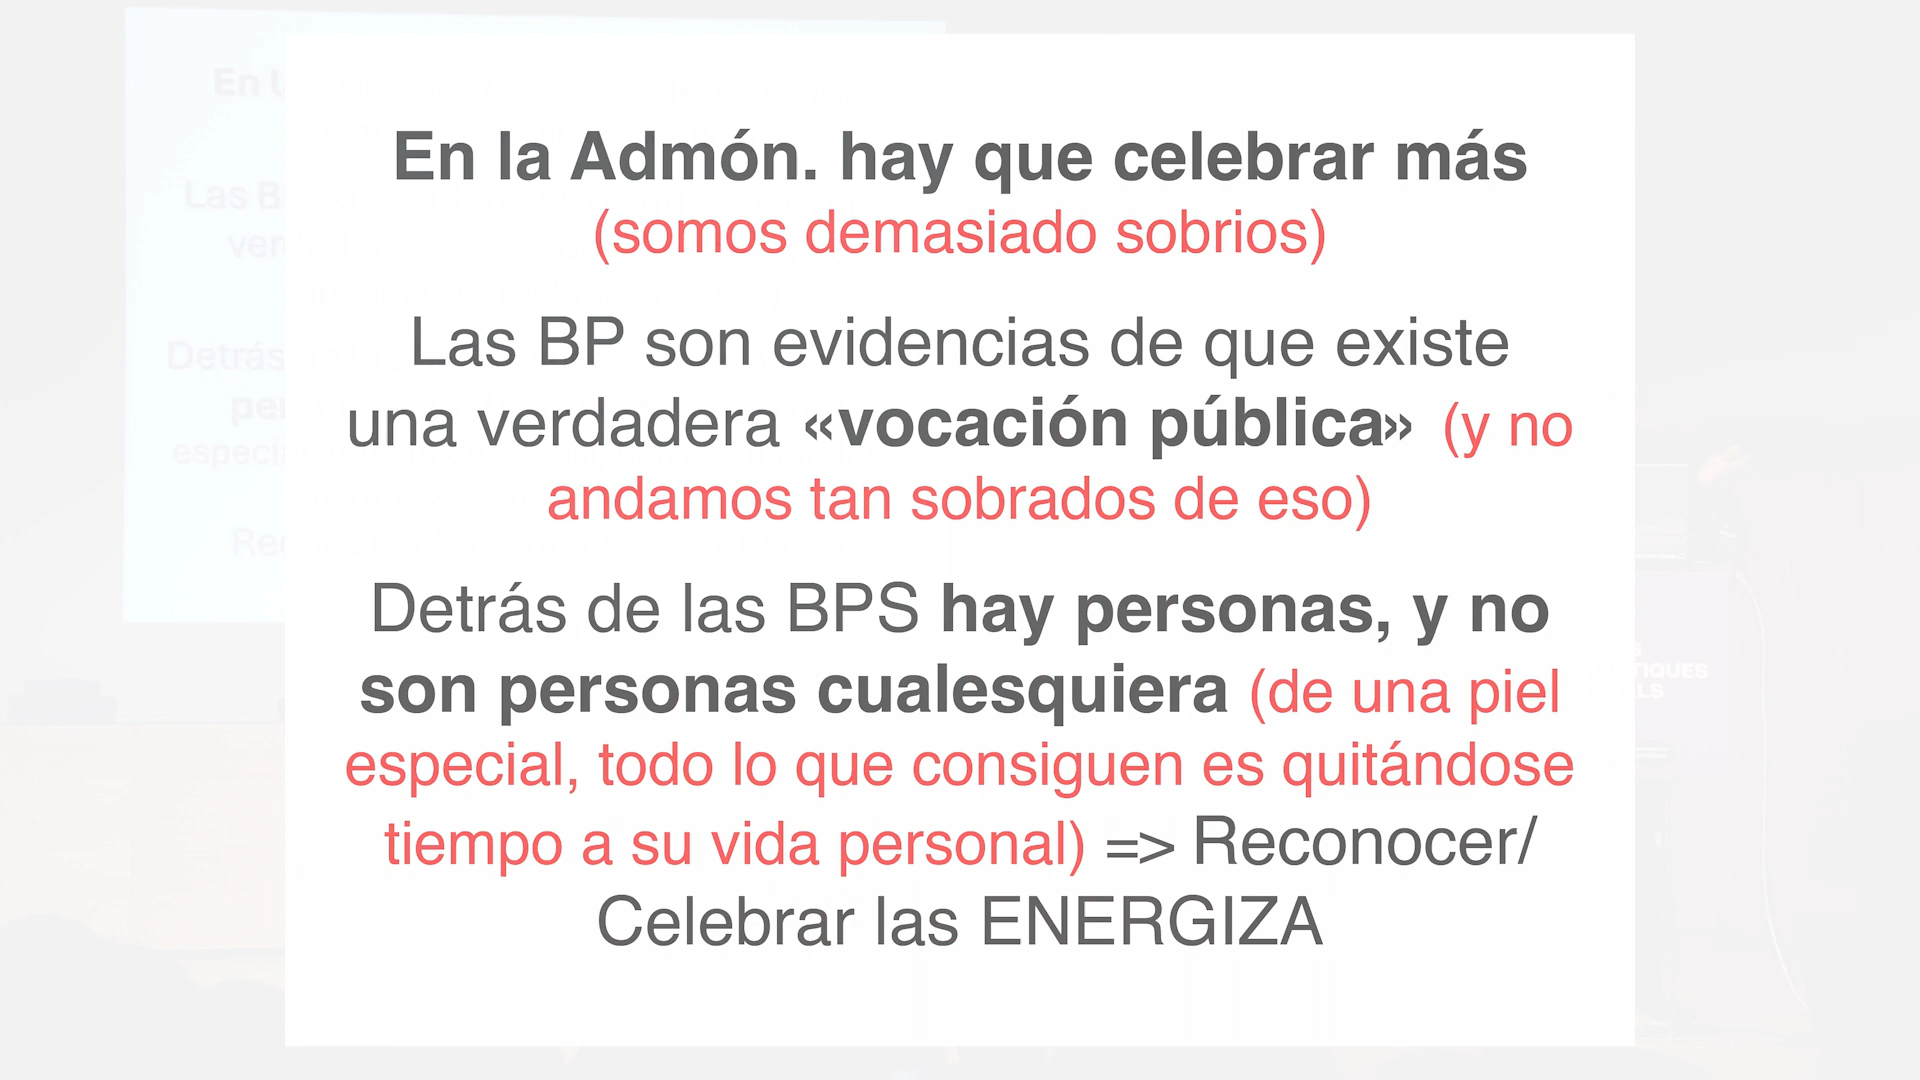 En la Admón. hay que celebrar más
(somos demasiado sobrios)
Las BP son evidencias de que existe
una verdadera «vocación pública» (y no
andamos tan sobrados de eso)
Detrás de las BPS hay personas, y no
son personas cualesquiera (de una piel
especial, todo lo que consiguen es quitándose
tiempo a su vida personal) => Reconocer/
Celebrar las ENERGIZA